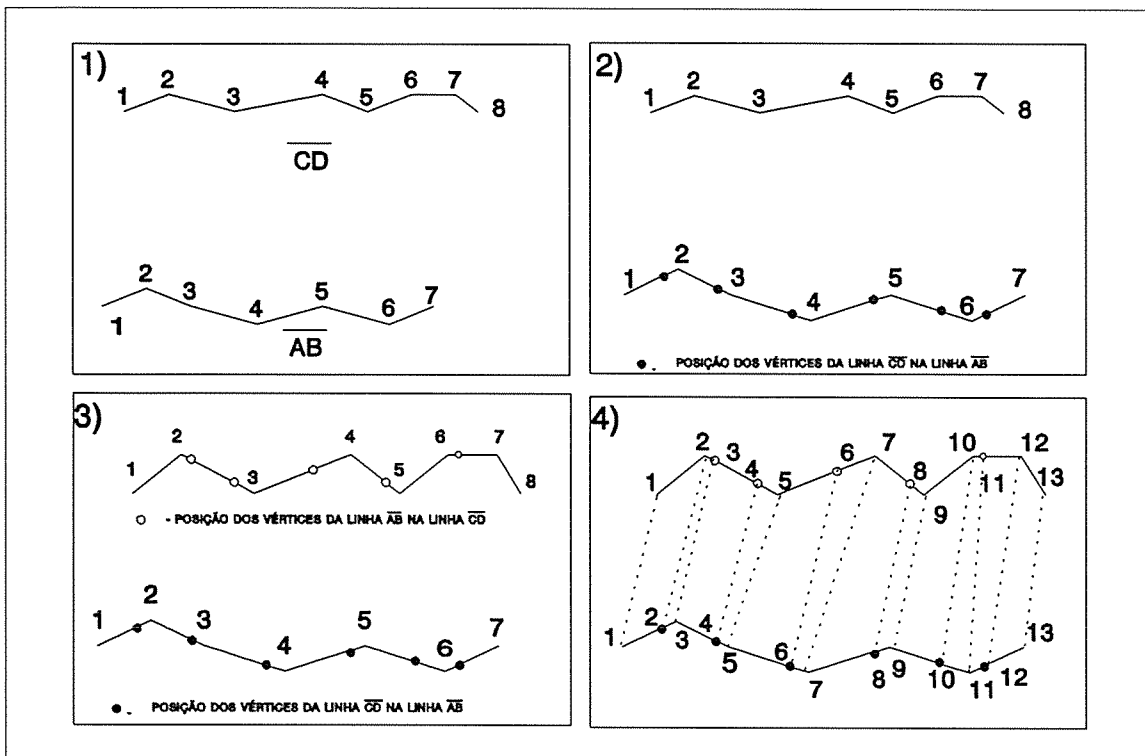 1)
1 2 3 4 5 6 7 8
CD
1 2 3 4 5 6 7
AB
2)
1 2 3 4 5 6 7 8
1 2 3 4 5 6 7
POSIÇÃO DOS VÉRTICES DA LINHA CD NA LINHA AB
3)
1 2 3 4 5 6 7 8
- POSIÇÃO DOS VÉRTICES DA LINHA AB NA LINHA CD
1 2 3 4 5 6 7
POSIÇÃO DOS VÉRTICES DA LINHA CD NA LINHA AB
4)
1 2 3 4 5 6 7 8 9 10 11 12 13
1 2 3 4 5 6 7 8 9 10 11 12 13